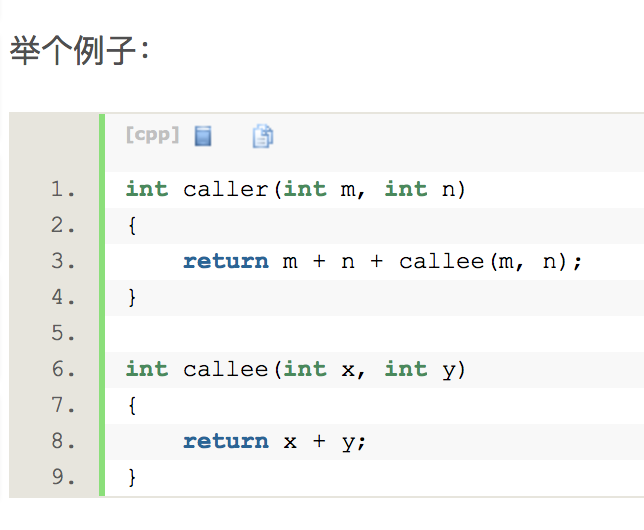 举个例子：
[cpp]
1. int caller(int m, int n)
2. {
3.     return m + n + callee(m, n);
4. }
5.
6. int callee(int x, int y)
7. {
8.     return x + y;
9. }